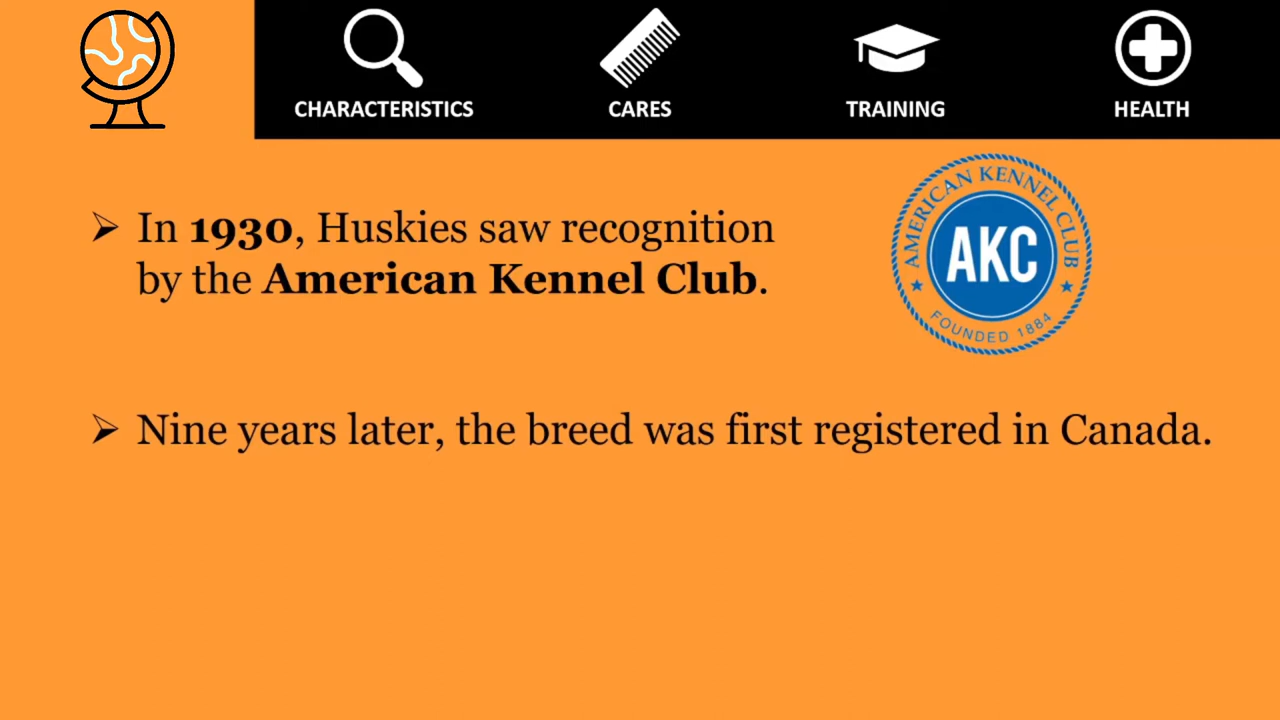 CHARACTERISTICS
CARES
TRAINING
HEALTH
➢ In 1930, Huskies saw recognition
by the American Kennel Club.
AMERICAN KENNEL CLUB
AKC
FOUNDED 1884
➢ Nine years later, the breed was first registered in Canada.